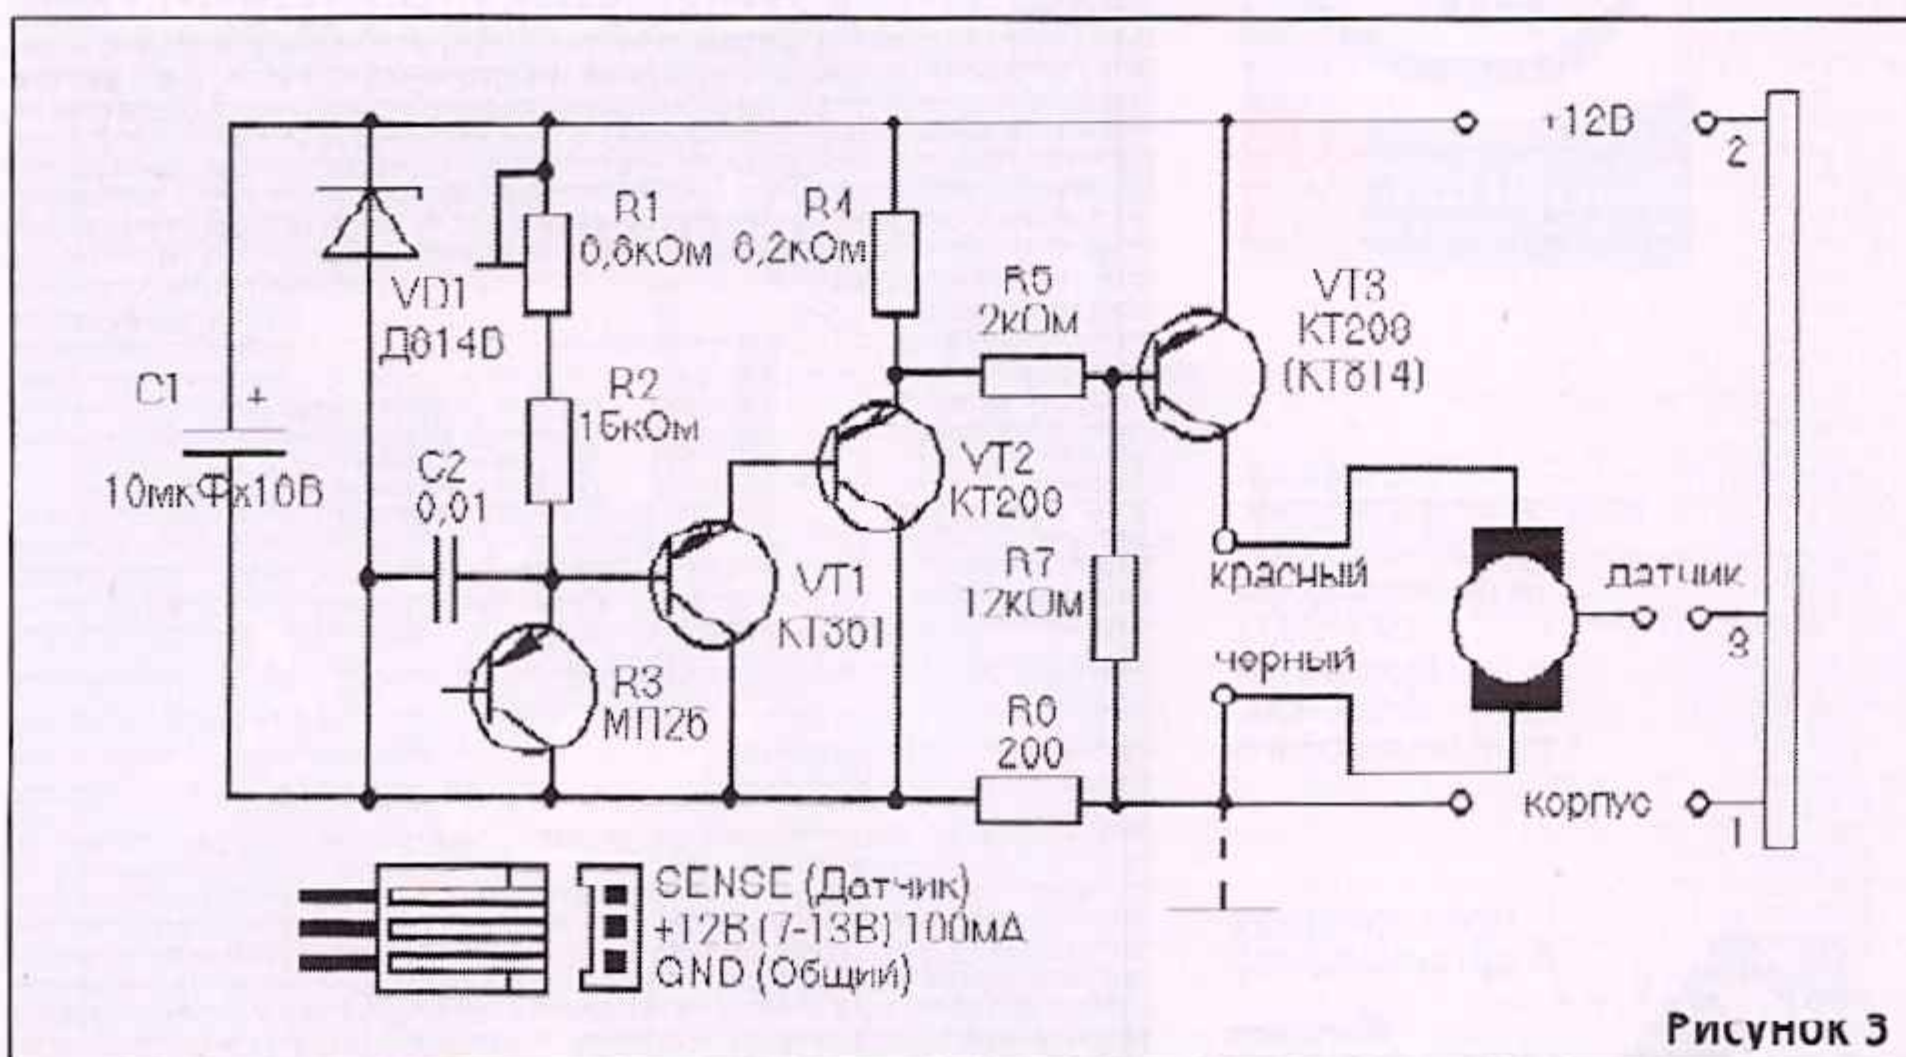 +12В
2
R1
6,8кОм
R4
6,2кОм
VD1
Д814В
R5
2кОм
VT3
КТ208
(КТ814)
C1
+
10мкФх16В
R2
15кОм
C2
0,01
VT2
КТ208
VT1
КТ361
R7
12кОм
красный
датчик
3
черный
R3
МП26
R6
200
корпус
1
SENSE (Датчик)
+12В (7-13В) 100мА
GND (Общий)
Рисунок 3